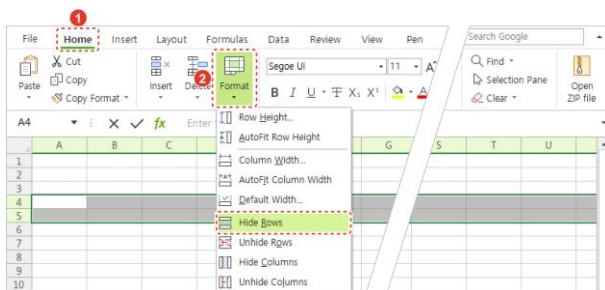 1
File Home Insert Layout Formulas Data Review View Pen Search Google
Cut
Copy
Paste
Copy Format
Insert
Delete
2
Format
Segoe UI 11 A
B I U X₁ X¹ A
Find
Selection Pane
Clear
Open
ZIP file
A4 fx Enter
A B C G S T U
1
2
3
4
5
6
7
8
9
10
Row Height...
AutoFit Row Height
Column Width...
AutoFit Column Width
Default Width...
Hide Rows
Unhide Rows
Hide Columns
Unhide Columns